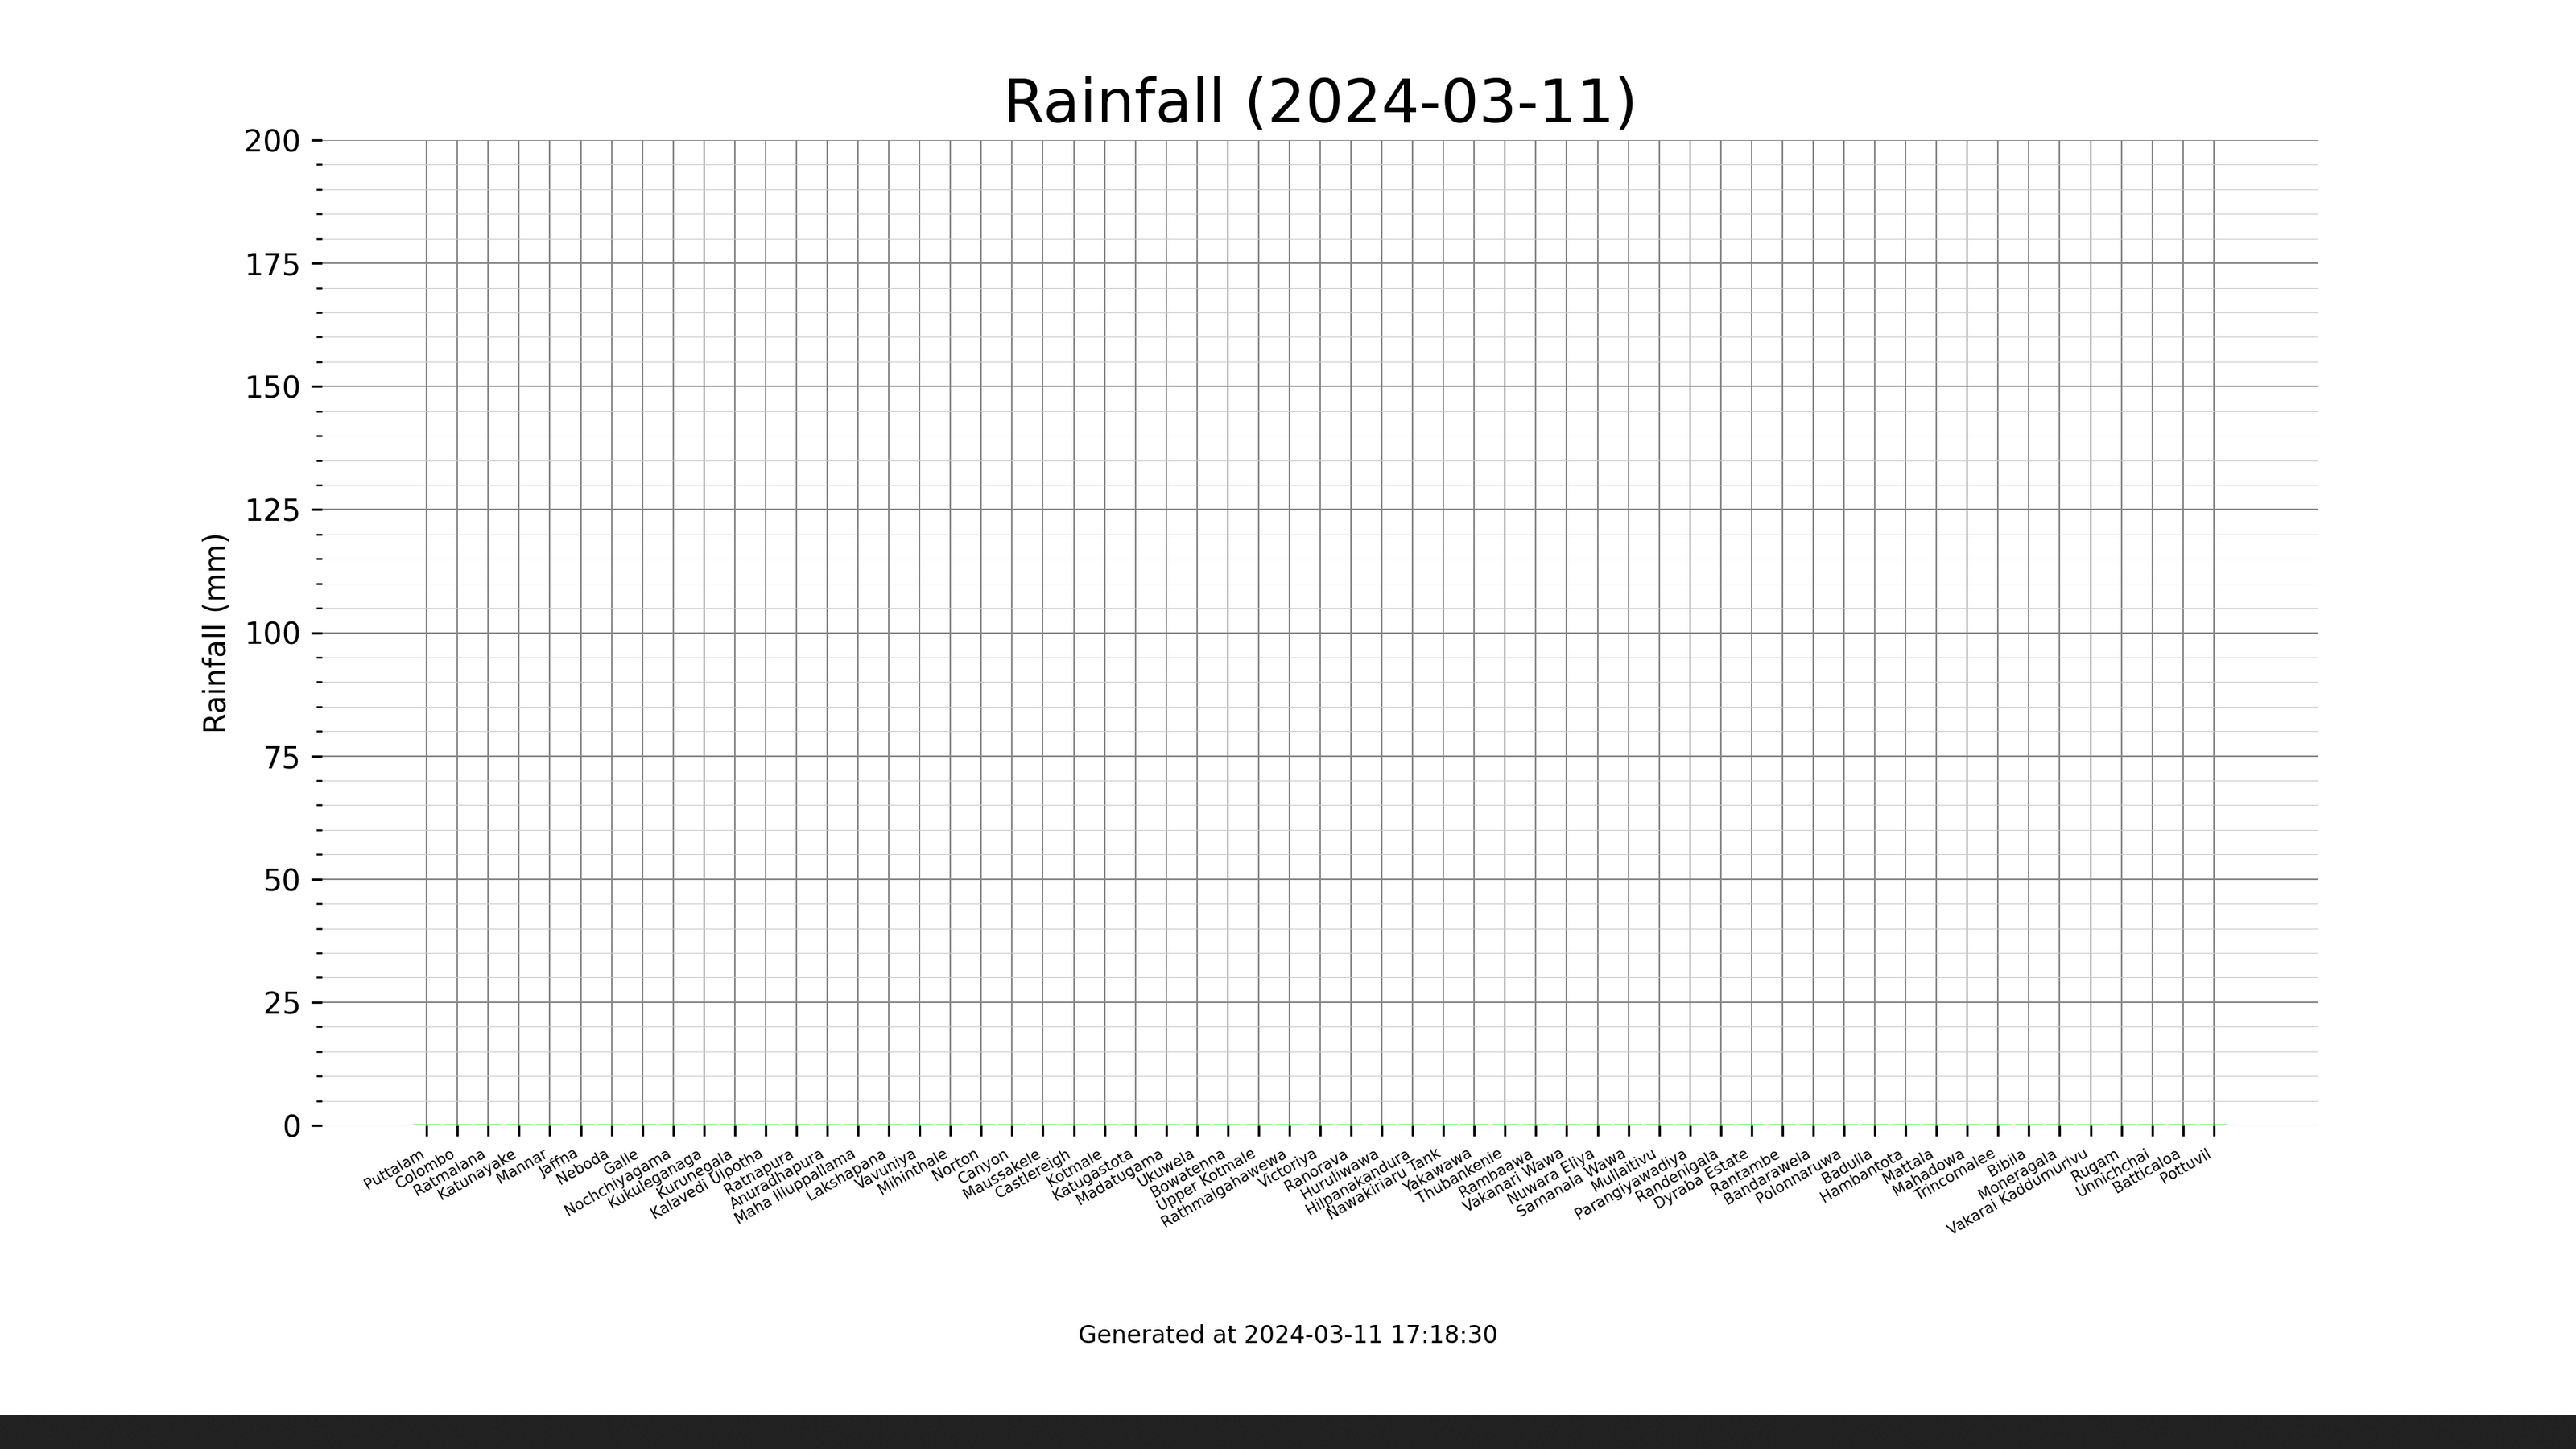 Rainfall (2024-03-11)
200
175
150
125
100
75
50
25
0
Rainfall (mm)
Puttalam
Colombo
Ratmalana
Katunayake
Mannar
Jaffna
Neboda
Galle
Nochchiyagama
Kukuleganaga
Kurunegala
Kalavedi Ulpotha
Ratnapura
Anuradhapura
Maha Illuppallama
Lakshapana
Vavuniya
Mihinthale
Norton
Canyon
Maussakele
Castlereigh
Kotmale
Katugastota
Madatugama
Ukuwela
Bowatenna
Upper Kotmale
Rathmalgahawewa
Victoriya
Ranorava
Huruliwawa
Hilpanakandura
Nawakiriaru Tank
Yakawawa
Thubankenie
Rambaawa
Vakanari Wawa
Nuwara Eliya
Samanala Wawa
Mullaitivu
Parangiyawadiya
Randenigala
Dyraba Estate
Rantambe
Bandarawela
Polonnaruwa
Badulla
Hambantota
Mattala
Mahadowa
Trincomalee
Bibila
Moneragala
Vakarai Kaddumurivu
Rugam
Unnichchai
Batticaloa
Pottuvil
Generated at 2024-03-11 17:18:30